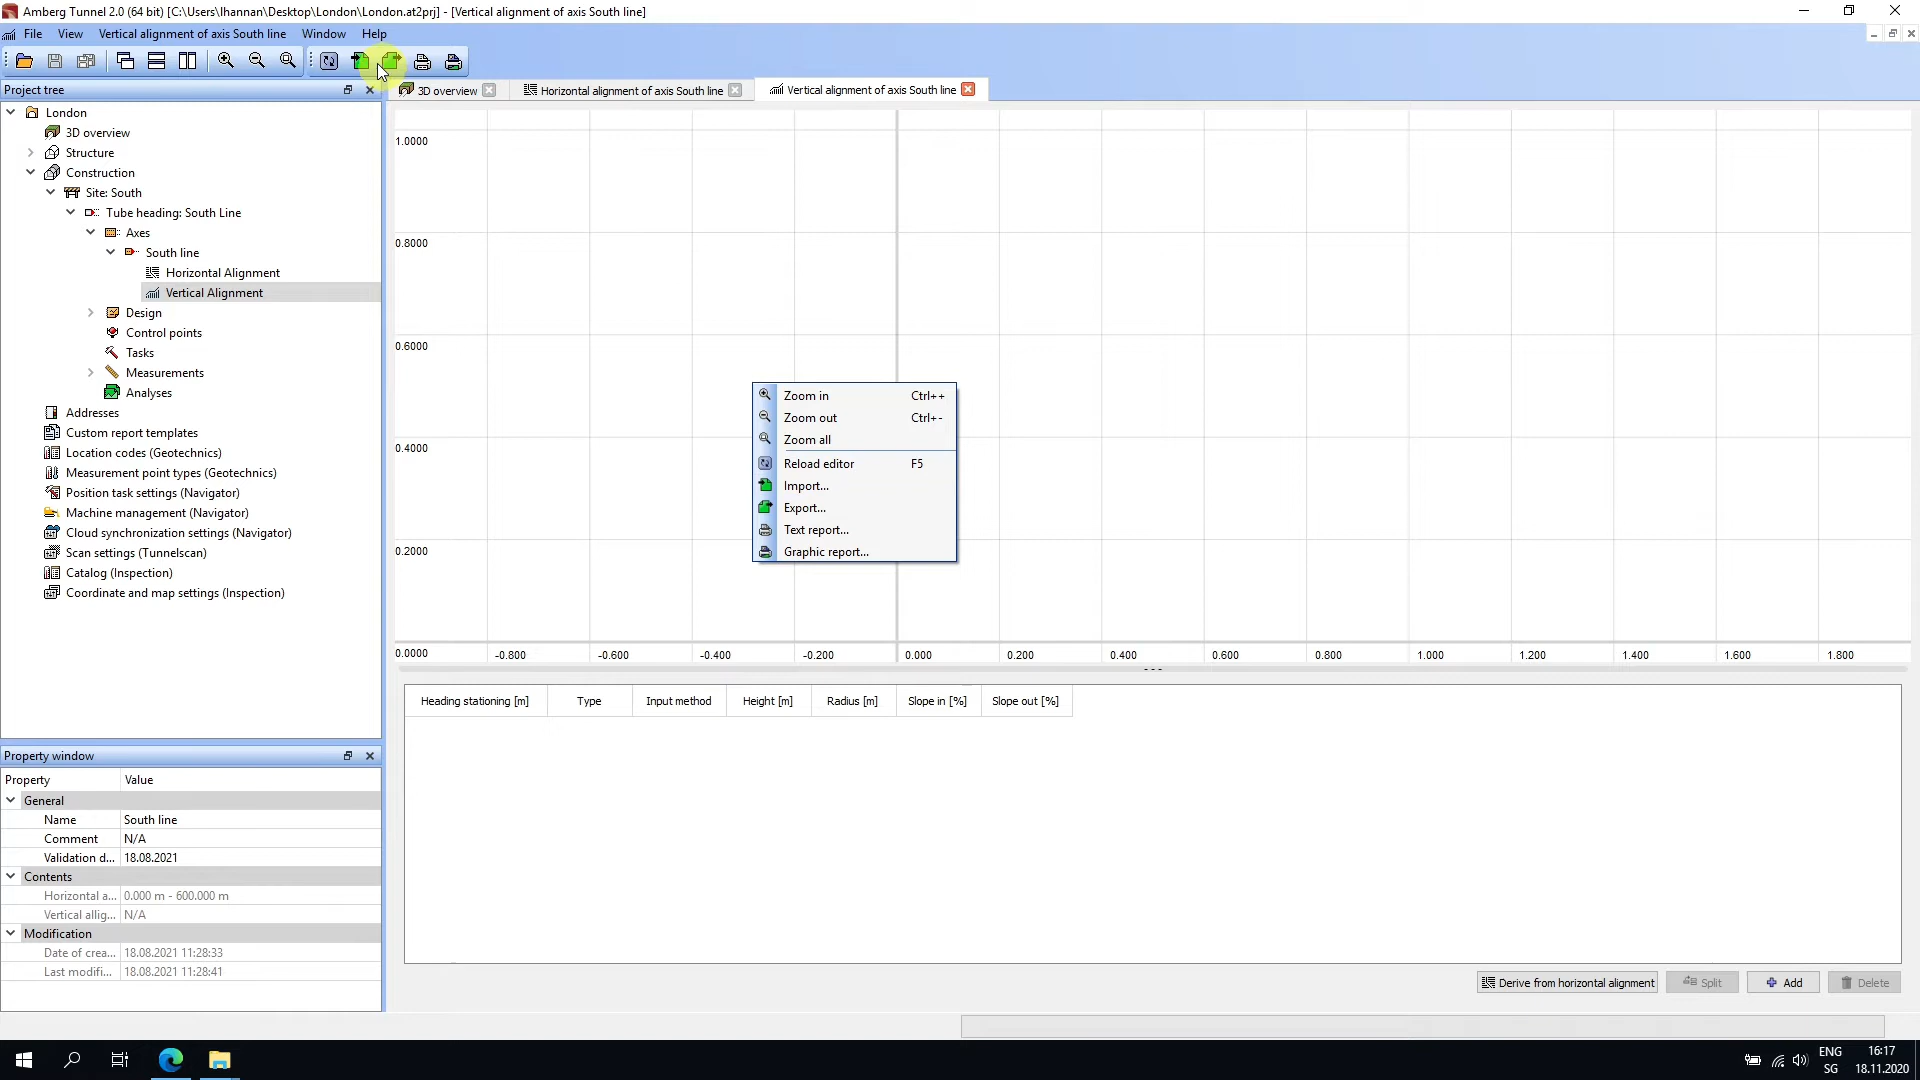 Amberg Tunnel 2.0 (64 bit) [C:\Users\lhannan\Desktop\London\London.at2prj] - [Vertical alignment of axis South line]
File View Vertical alignment of axis South line Window Help
Project tree
3D overview Horizontal alignment of axis South line Vertical alignment of axis South line
London
3D overview
Structure
Construction
Site: South
Tube heading: South Line
Axes
South line
Horizontal Alignment
Vertical Alignment
Design
Control points
Tasks
Measurements
Analyses
Addresses
Custom report templates
Location codes (Geotechnics)
Measurement point types (Geotechnics)
Position task settings (Navigator)
Machine management (Navigator)
Cloud synchronization settings (Navigator)
Scan settings (Tunnelscan)
Catalog (Inspection)
Coordinate and map settings (Inspection)
1.0000
0.8000
0.6000
0.4000
0.2000
0.0000
-0.800 -0.600 -0.400 -0.200 0.000 0.200 0.400 0.600 0.800 1.000 1.200 1.400 1.600 1.800
Zoom in Ctrl++
Zoom out Ctrl+-
Zoom all
Reload editor F5
Import...
Export...
Text report...
Graphic report...
Heading stationing [m] Type Input method Height [m] Radius [m] Slope in [%] Slope out [%]
Property window
Property Value
General
Name South line
Comment N/A
Validation d... 18.08.2021
Contents
Horizontal a... 0.000 m - 600.000 m
Vertical allig... N/A
Modification
Date of crea... 18.08.2021 11:28:33
Last modifi... 18.08.2021 11:28:41
Derive from horizontal alignment Split Add Delete
ENG
SG
16:17
18.11.2020